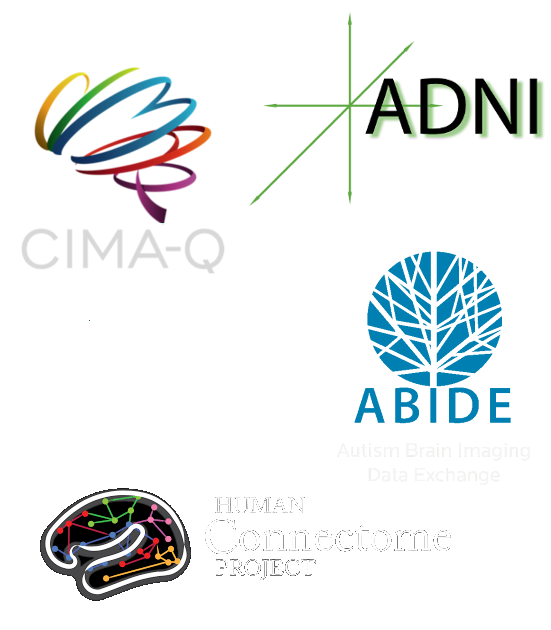 ADNI
CIMA-Q
ABIDE
Autism Brain Imaging
Data Exchange
HUMAN
Connectome
PROJECT